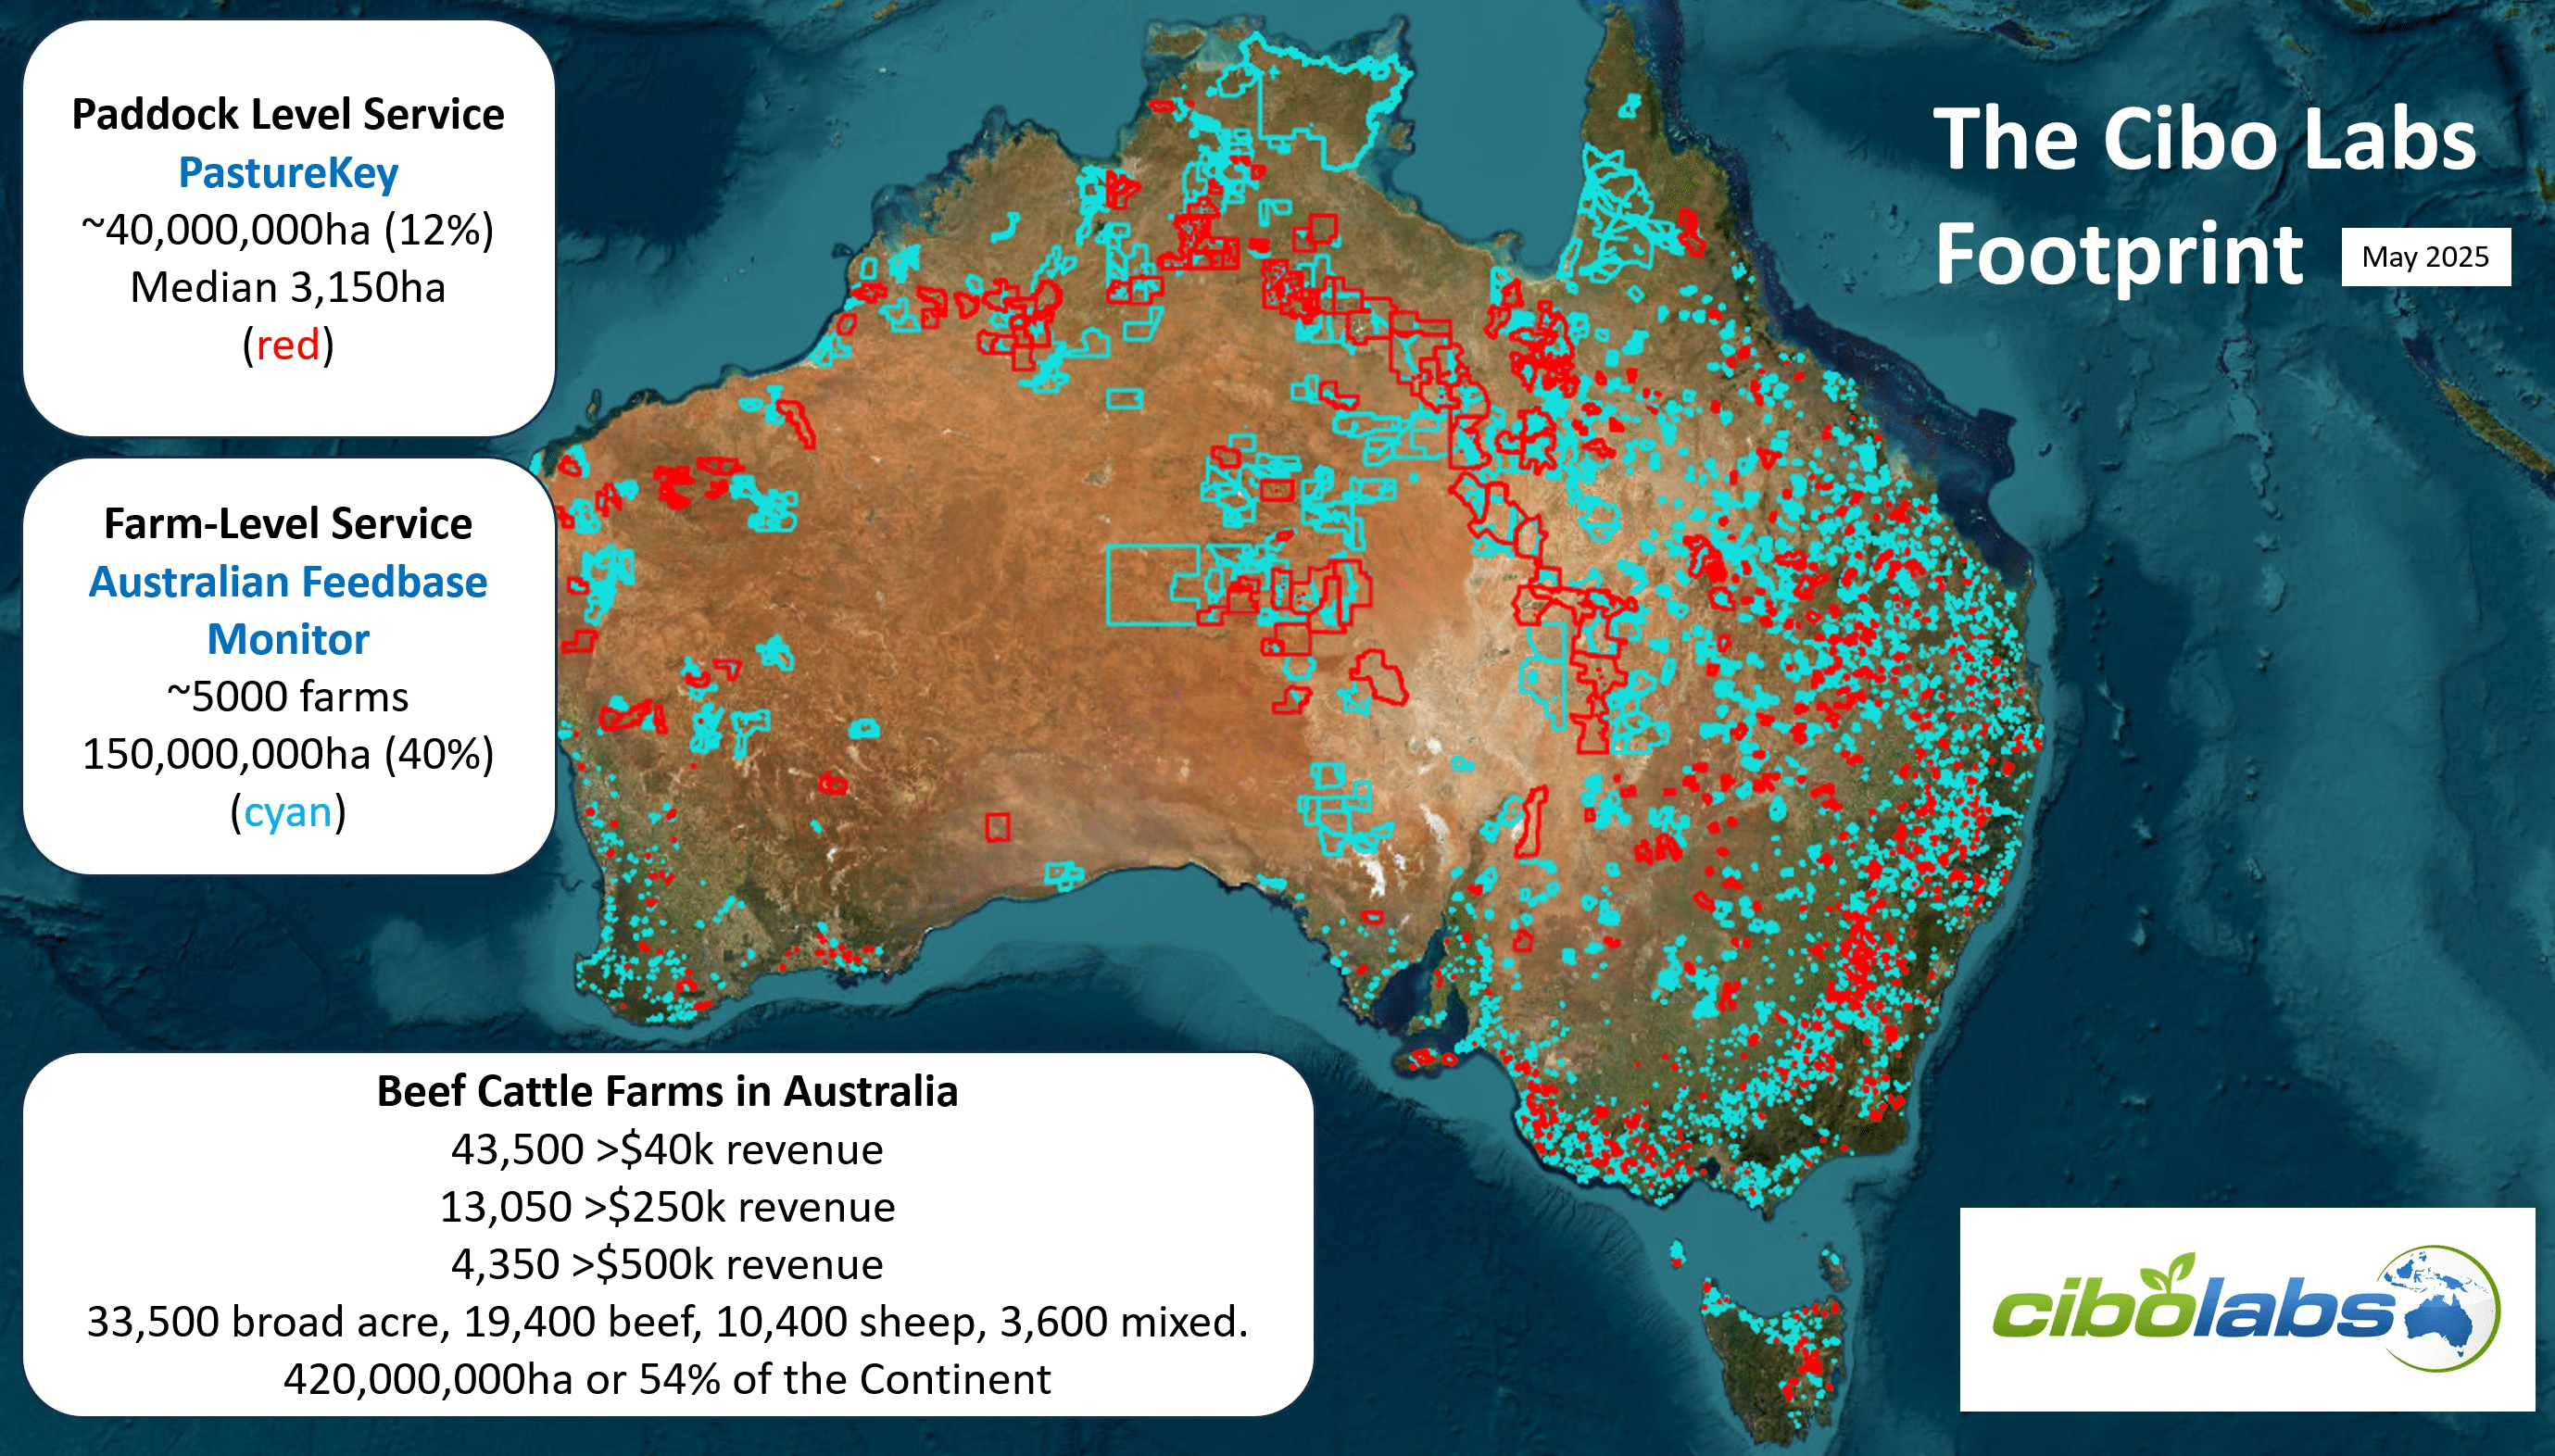 Paddock Level Service
PastureKey
~40,000,000ha (12%)
Median 3,150ha
(red)
Farm-Level Service
Australian Feedbase
Monitor
~5000 farms
150,000,000ha (40%)
(cyan)
The Cibo Labs
Footprint
May 2025
Beef Cattle Farms in Australia
43,500 >$40k revenue
13,050 >$250k revenue
4,350 >$500k revenue
33,500 broad acre, 19,400 beef, 10,400 sheep, 3,600 mixed.
420,000,000ha or 54% of the Continent
cibolabs